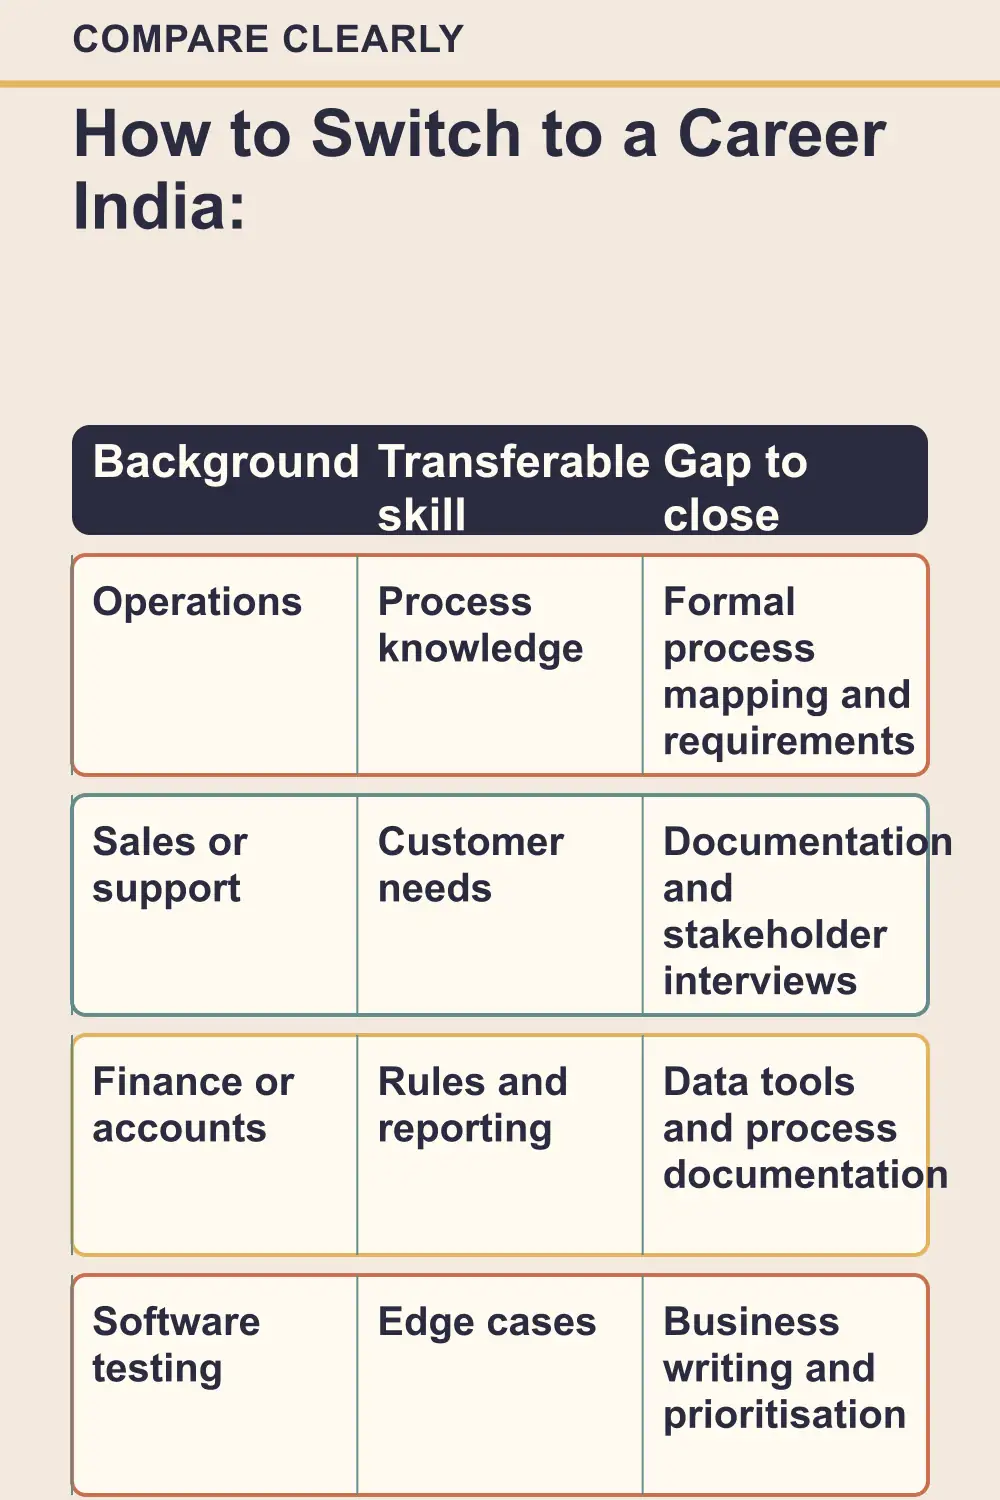 COMPARE CLEARLY
How to Switch to a Career
India:
Background Transferable Gap to
skill close
Operations Process Formal
knowledge process
mapping and
requirements
Sales or Customer Documentation
support needs and
stakeholder
interviews
Finance or Rules and Data tools
accounts reporting and process
documentation
Software Edge cases Business
testing writing and
prioritisation